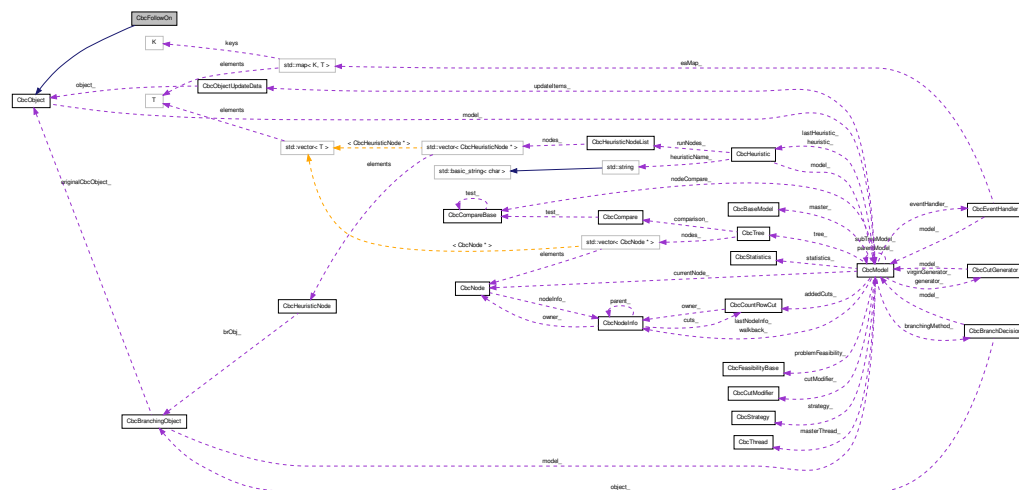 CbcFollowOn
K
keys
std::map< K, T >
eaMap_
elements
object_
CbcObjectUpdateData
updateItems_
CbcObject
T
elements
model_
lastHeuristic_
heuristic_
< CbcHeuristicNode * >
nodes_
CbcHeuristicNodeList
runNodes_
CbcHeuristic
std::vector< T >
std::vector< CbcHeuristicNode * >
heuristicName_
model_
elements
std::basic_string< char >
std::string
originalCbcObject_
nodeCompare_
test_
CbcCompareBase
test_
CbcCompare
comparison_
CbcBaseModel
master_
eventHandler_
CbcEventHandler
model_
< CbcNode * >
std::vector< CbcNode * >
nodes_
CbcTree
tree_
subTreeModel_
parentModel_
elements
CbcStatistics
statistics_
CbcModel
model_
virginGenerator_
generator_
CbcCutGenerator
currentNode_
CbcNode
nodeInfo_
owner_
parent_
CbcNodeInfo
owner_
cuts_
CbcCountRowCut
addedCuts_
lastNodeInfo_
walkback_
model_
branchingMethod_
CbcBranchDecision
CbcHeuristicNode
brObj_
problemFeasibility_
CbcFeasibilityBase
cutModifier_
CbcCutModifier
strategy_
CbcStrategy
masterThread_
CbcThread
CbcBranchingObject
model_
object_